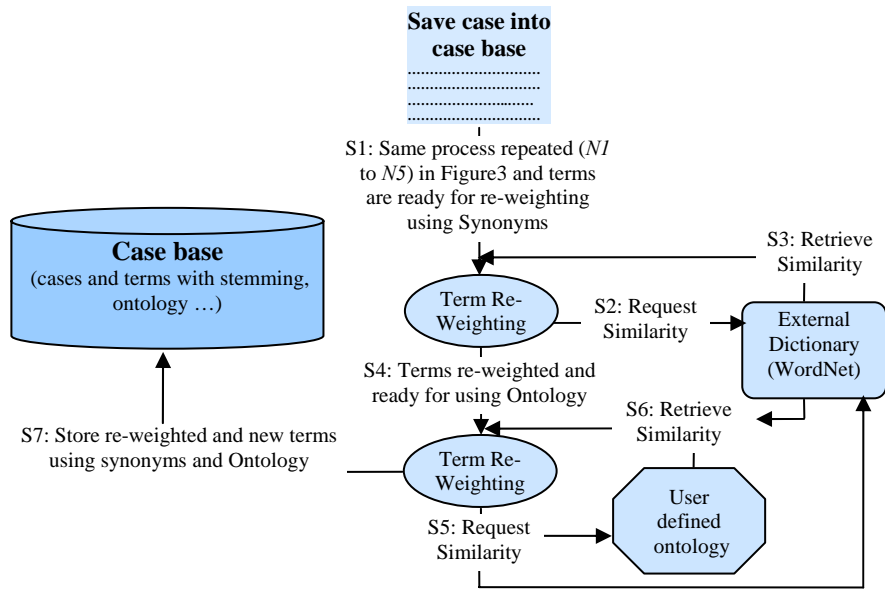 Save case into
case base
S1: Same process repeated (N1
to N5) in Figure3 and terms
are ready for re-weighting
using Synonyms
Case base
(cases and terms with stemming,
ontology …)
S3: Retrieve
Similarity
Term Re-
Weighting
S2: Request
Similarity
External
Dictionary
(WordNet)
S4: Terms re-weighted and
ready for using Ontology
S6: Retrieve
Similarity
S7: Store re-weighted and new terms
using synonyms and Ontology
Term Re-
Weighting
User
defined
ontology
S5: Request
Similarity